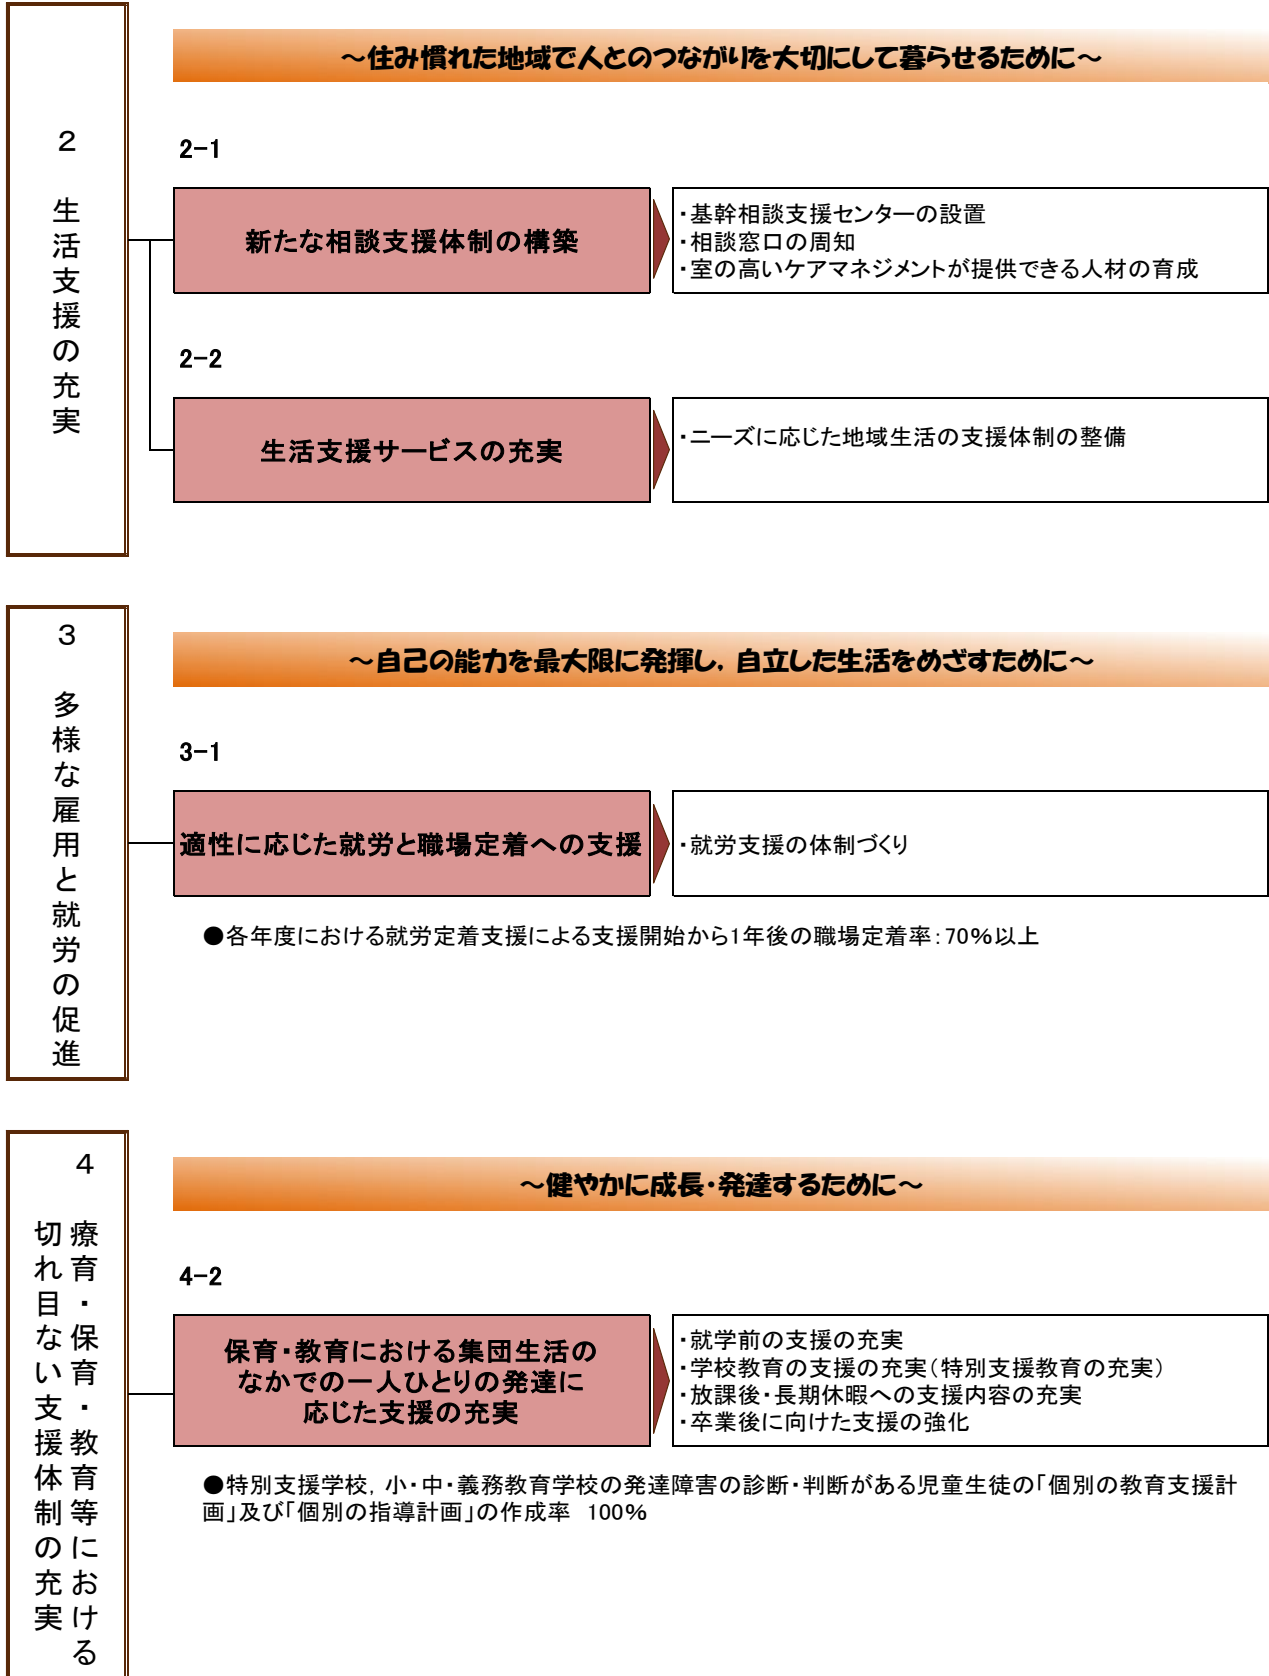 2　生活支援の充実
～住み慣れた地域で人とのつながりを大切にして暮らせるために～
2-1
新たな相談支援体制の構築
・基幹相談支援センターの設置
・相談窓口の周知
・室の高いケアマネジメントが提供できる人材の育成
2-2
生活支援サービスの充実
・ニーズに応じた地域生活の支援体制の整備
3　多様な雇用と就労の促進
～自己の能力を最大限に発揮し，自立した生活をめざすために～
3-1
適性に応じた就労と職場定着への支援
・就労支援の体制づくり
●各年度における就労定着支援による支援開始から1年後の職場定着率：70％以上
4　療育・保育・教育等における
切れ目ない支援体制の充実
～健やかに成長・発達するために～
4-2
保育・教育における集団生活の
なかでの一人ひとりの発達に
応じた支援の充実
・就学前の支援の充実
・学校教育の支援の充実（特別支援教育の充実）
・放課後・長期休暇への支援内容の充実
・卒業後に向けた支援の強化
●特別支援学校，小・中・義務教育学校の発達障害の診断・判断がある児童生徒の「個別の教育支援計
画」及び「個別の指導計画」の作成率　100％